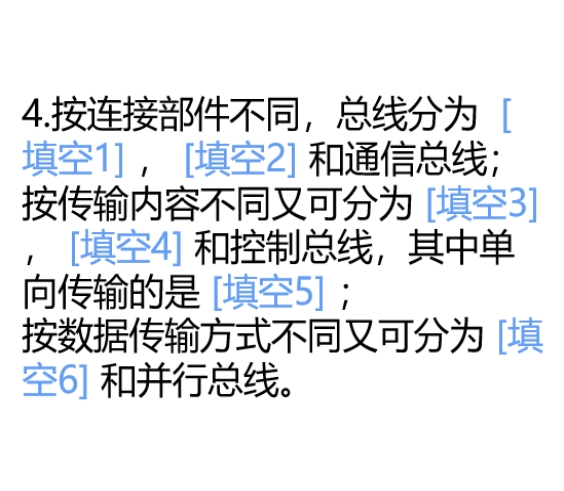 4.按连接部件不同，总线分为 [
填空1] ， [填空2] 和通信总线；
按传输内容不同又可分为 [填空3]
， [填空4] 和控制总线，其中单
向传输的是 [填空5] ；
按数据传输方式不同又可分为 [填
空6] 和并行总线。